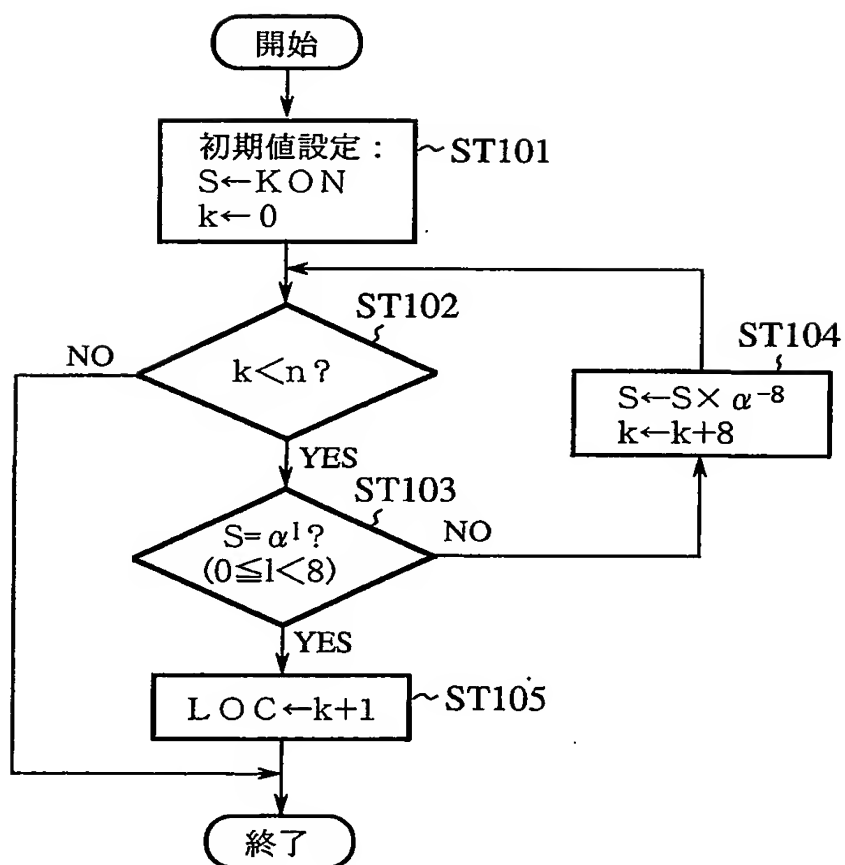 開始
初期値設定:
S←KON
k←0
ST101
ST102
k<n?
NO
YES
ST104
S←S×α⁻⁸
k←k+8
ST103
S=αˡ?
(0≦l<8)
NO
YES
LOC←k+l
ST105
終了